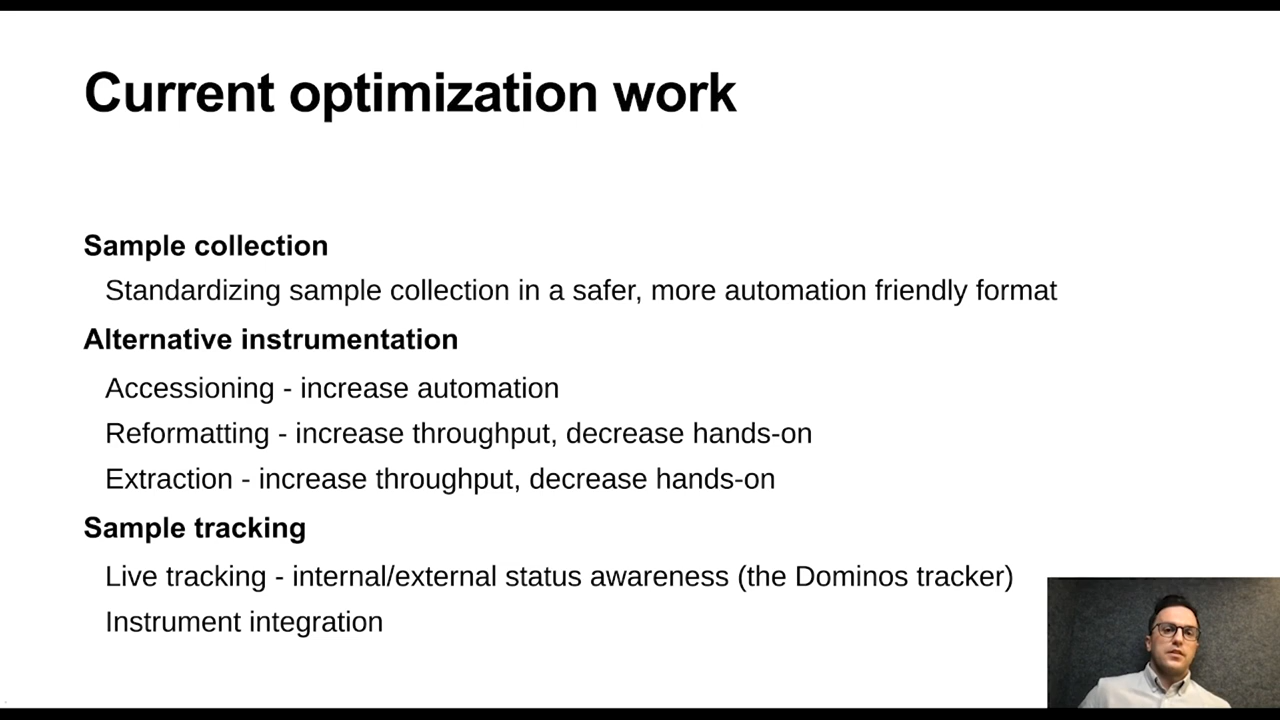 Current optimization work
Sample collection
Standardizing sample collection in a safer, more automation friendly format
Alternative instrumentation
Accessioning - increase automation
Reformatting - increase throughput, decrease hands-on
Extraction - increase throughput, decrease hands-on
Sample tracking
Live tracking - internal/external status awareness (the Dominos tracker)
Instrument integration